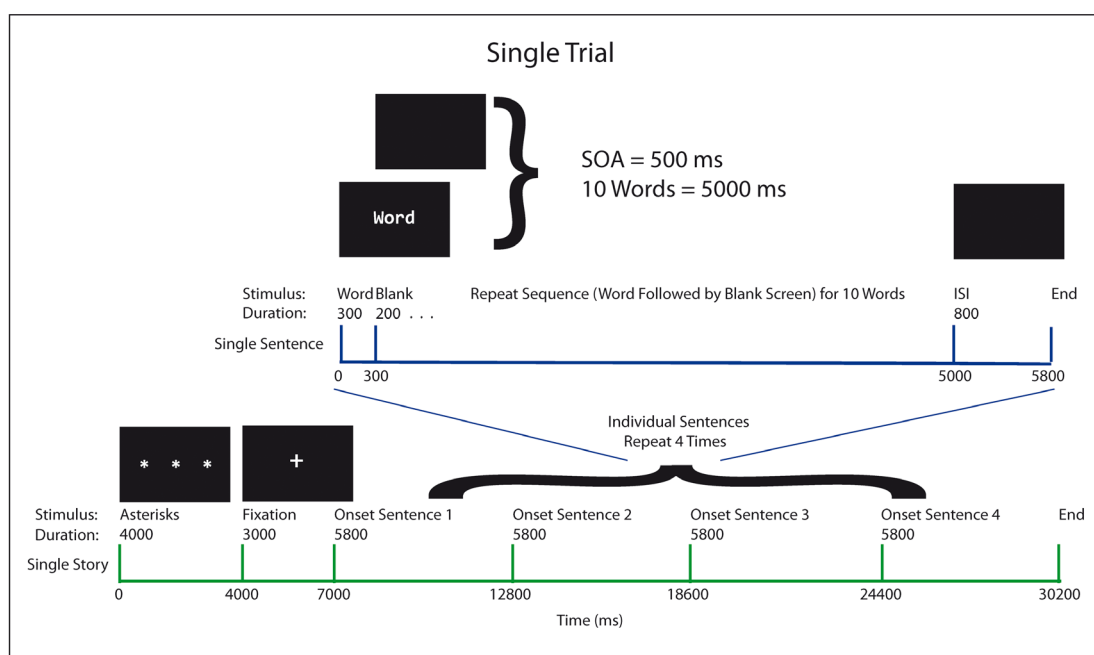 Single Trial
SOA = 500 ms
10 Words = 5000 ms
Word
Stimulus: Word Blank Repeat Sequence (Word Followed by Blank Screen) for 10 Words ISI End
Duration: 300 200 . . . 800
Single Sentence
0 300 5000 5800
Individual Sentences
Repeat 4 Times
* * *
+
Stimulus: Asterisks Fixation Onset Sentence 1 Onset Sentence 2 Onset Sentence 3 Onset Sentence 4 End
Duration: 4000 3000 5800 5800 5800 5800
Single Story
0 4000 7000 12800 18600 24400 30200
Time (ms)